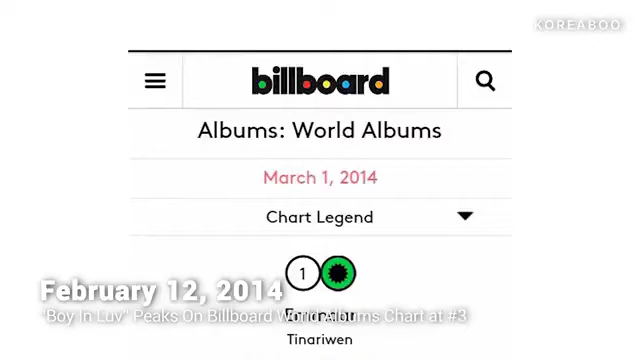 KOREABOO
billboard
Albums: World Albums
March 1, 2014
Chart Legend
1
February 12, 2014
"Boy In Luv" Peaks On Billboard World Albums Chart at #3
Tinariwen